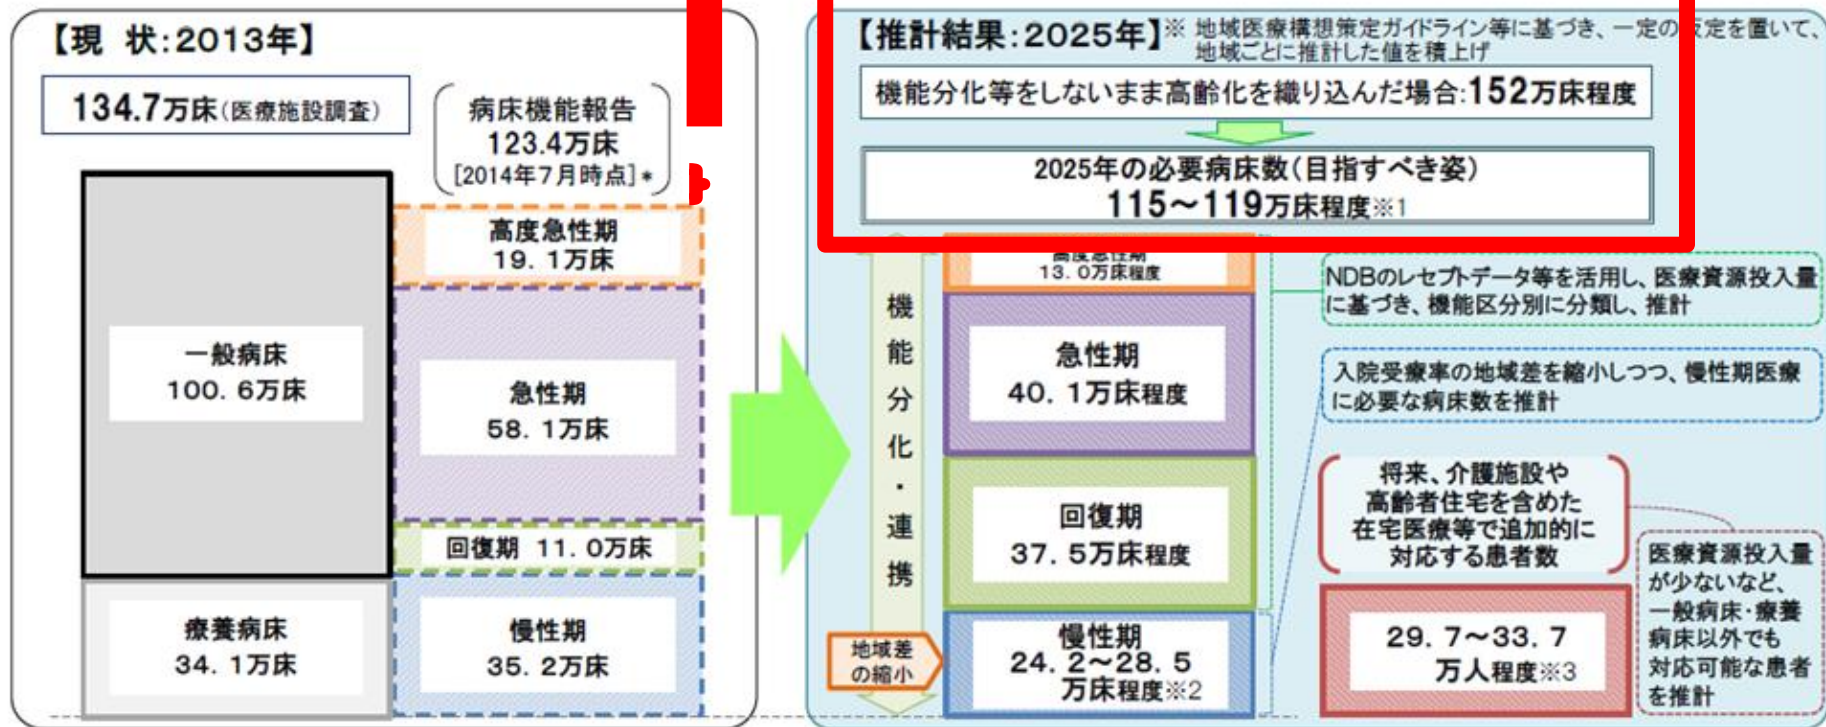 【現 状:2013年】
134.7万床(医療施設調査)
病床機能報告
123.4万床
[2014年7月時点]*
一般病床
100.6万床
療養病床
34.1万床
高度急性期
19.1万床
急性期
58.1万床
回復期 11.0万床
慢性期
35.2万床
【推計結果:2025年】※ 地域医療構想策定ガイドライン等に基づき、一定の仮定を置いて、
地域ごとに推計した値を積上げ
機能分化等をしないまま高齢化を織り込んだ場合:152万床程度
2025年の必要病床数(目指すべき姿)
115～119万床程度※1
機能分化・連携
地域差
の縮小
高度急性期
13.0万床程度
急性期
40.1万床程度
回復期
37.5万床程度
慢性期
24.2～28.5
万床程度※2
NDBのレセプトデータ等を活用し、医療資源投入量
に基づき、機能区分別に分類し、推計
入院受療率の地域差を縮小しつつ、慢性期医療
に必要な病床数を推計
将来、介護施設や
高齢者住宅を含めた
在宅医療等で追加的に
対応する患者数
29.7～33.7
万人程度※3
医療資源投入量
が少ないなど、
一般病床・療養
病床以外でも
対応可能な患者
を推計